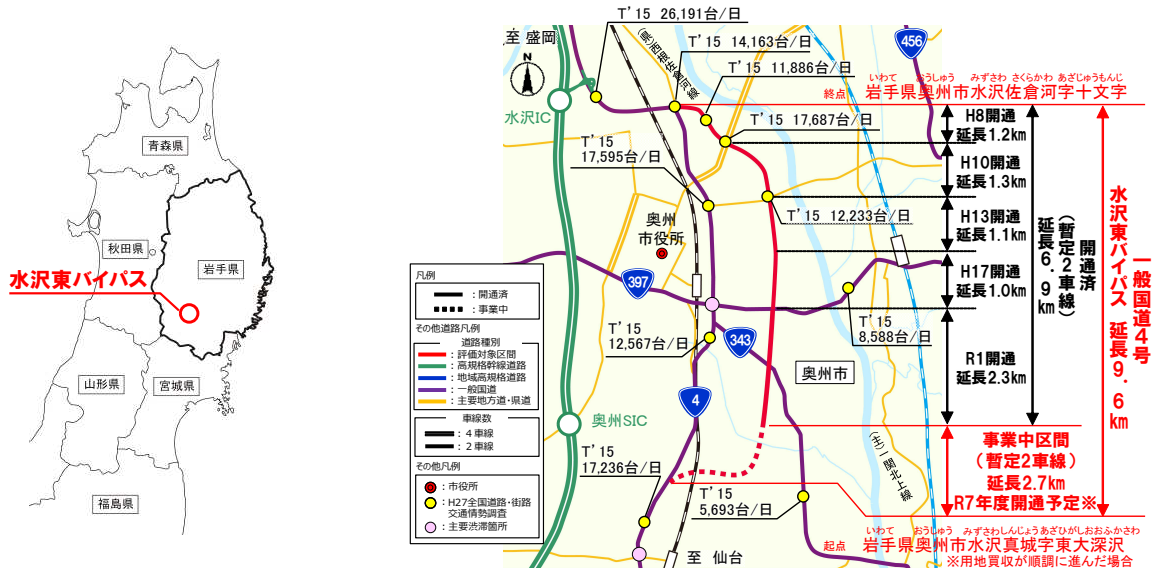 青森県
秋田県
岩手県
水沢東バイパス
山形県
宮城県
福島県
凡例
：開通済
：事業中
その他道路凡例
道路種別
：評価対象区間
：高規格幹線道路
：地域高規格道路
：一般国道
：主要地方道・県道
車線数
：４車線
：２車線
その他凡例
：市役所
：H27全国道路・街路
交通情勢調査
：主要渋滞箇所
至 盛岡
N
T'15 26,191台/日
(県)西根佐倉河線
T'15 14,163台/日
T'15 11,886台/日
456
水沢IC
T'15 17,687台/日
T'15
17,595台/日
T'15 12,233台/日
奥州
市役所
397
T'15
12,567台/日
343
T'15
8,588台/日
4
奥州市
奥州SIC
T'15
17,236台/日
T'15
5,693台/日
(主)一関北上線
至 仙台
いわて おうしゅう みずさわ さくらかわ あざじゅうもんじ
終点 岩手県奥州市水沢佐倉河字十文字
H8開通
延長1.2km
H10開通
延長1.3km
H13開通
延長1.1km
H17開通
延長1.0km
R1開通
延長2.3km
開通済
（暫定２車線）
延長６．９km
一般国道４号
水沢東バイパス 延長９．６km
事業中区間
（暫定2車線）
延長2.7km
R7年度開通予定※
いわて おうしゅう みずさわしんじょうあざひがしおおふかさわ
起点 岩手県奥州市水沢真城字東大深沢
※用地買収が順調に進んだ場合